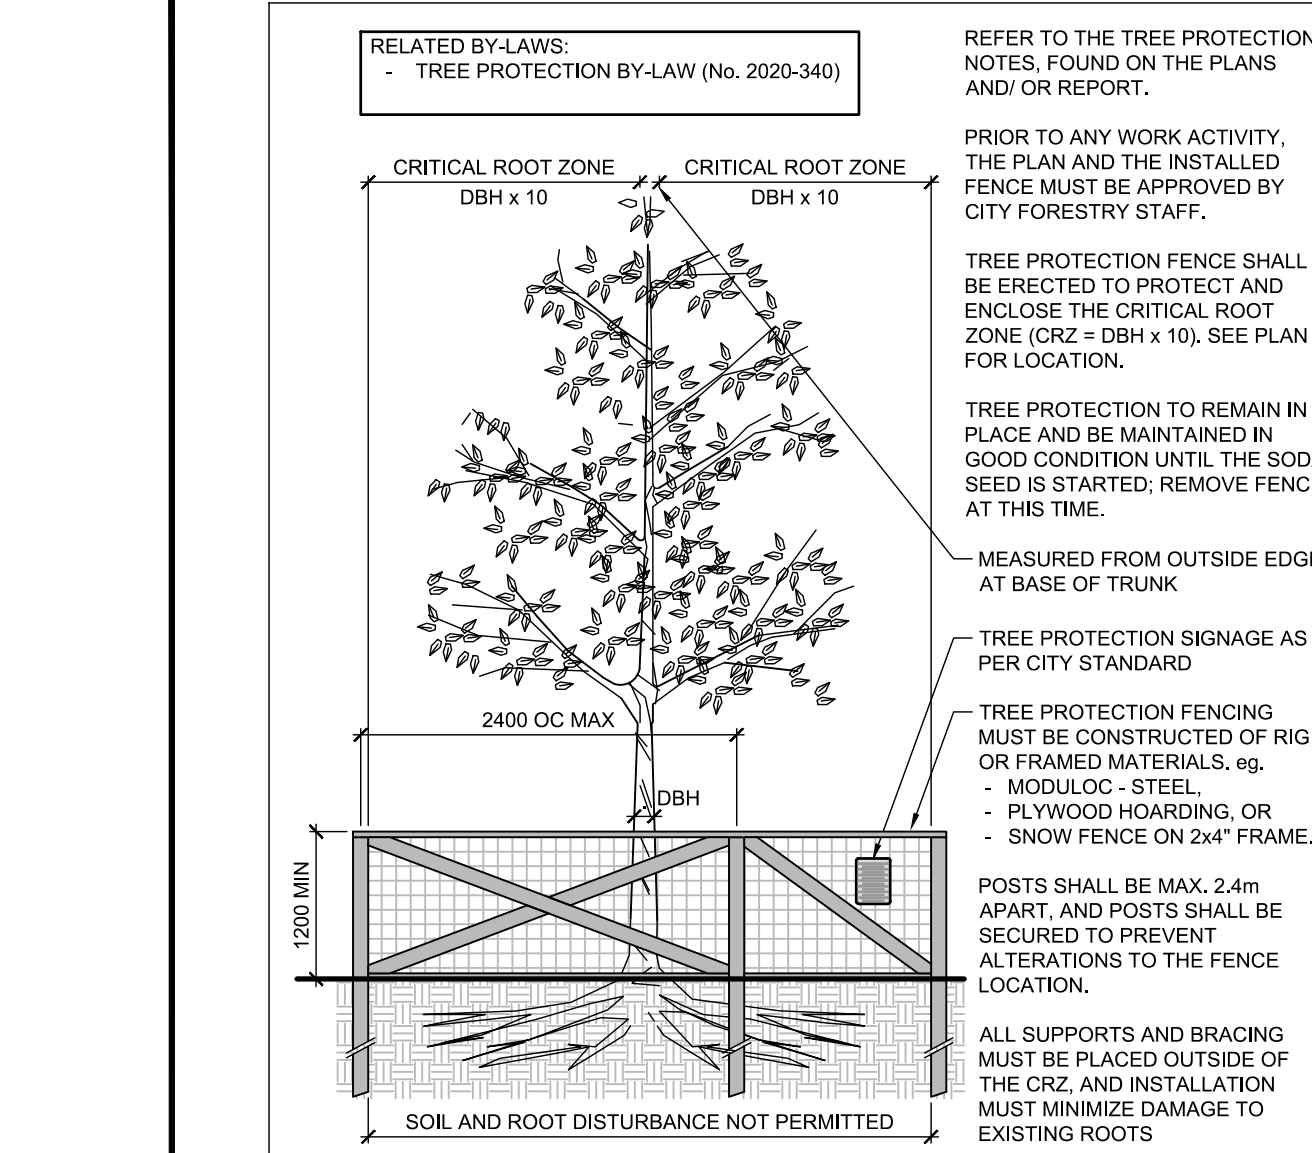 RELATED BY-LAWS:
- TREE PROTECTION BY-LAW (No. 2020-340)
CRITICAL ROOT ZONE
DBH x 10
CRITICAL ROOT ZONE
DBH x 10
2400 OC MAX
DBH
1200 MIN
SOIL AND ROOT DISTURBANCE NOT PERMITTED
REFER TO THE TREE PROTECTION
NOTES, FOUND ON THE PLANS
AND/ OR REPORT.
PRIOR TO ANY WORK ACTIVITY,
THE PLAN AND THE INSTALLED
FENCE MUST BE APPROVED BY
CITY FORESTRY STAFF.
TREE PROTECTION FENCE SHALL
BE ERECTED TO PROTECT AND
ENCLOSE THE CRITICAL ROOT
ZONE (CRZ = DBH x 10). SEE PLAN
FOR LOCATION.
TREE PROTECTION TO REMAIN IN
PLACE AND BE MAINTAINED IN
GOOD CONDITION UNTIL THE SOD
SEED IS STARTED; REMOVE FENC
AT THIS TIME.
MEASURED FROM OUTSIDE EDGE
AT BASE OF TRUNK
TREE PROTECTION SIGNAGE AS
PER CITY STANDARD
TREE PROTECTION FENCING
MUST BE CONSTRUCTED OF RIG
OR FRAMED MATERIALS. eg.
- MODULOC - STEEL,
- PLYWOOD HOARDING, OR
- SNOW FENCE ON 2x4" FRAME.
POSTS SHALL BE MAX. 2.4m
APART, AND POSTS SHALL BE
SECURED TO PREVENT
ALTERATIONS TO THE FENCE
LOCATION.
ALL SUPPORTS AND BRACING
MUST BE PLACED OUTSIDE OF
THE CRZ, AND INSTALLATION
MUST MINIMIZE DAMAGE TO
EXISTING ROOTS